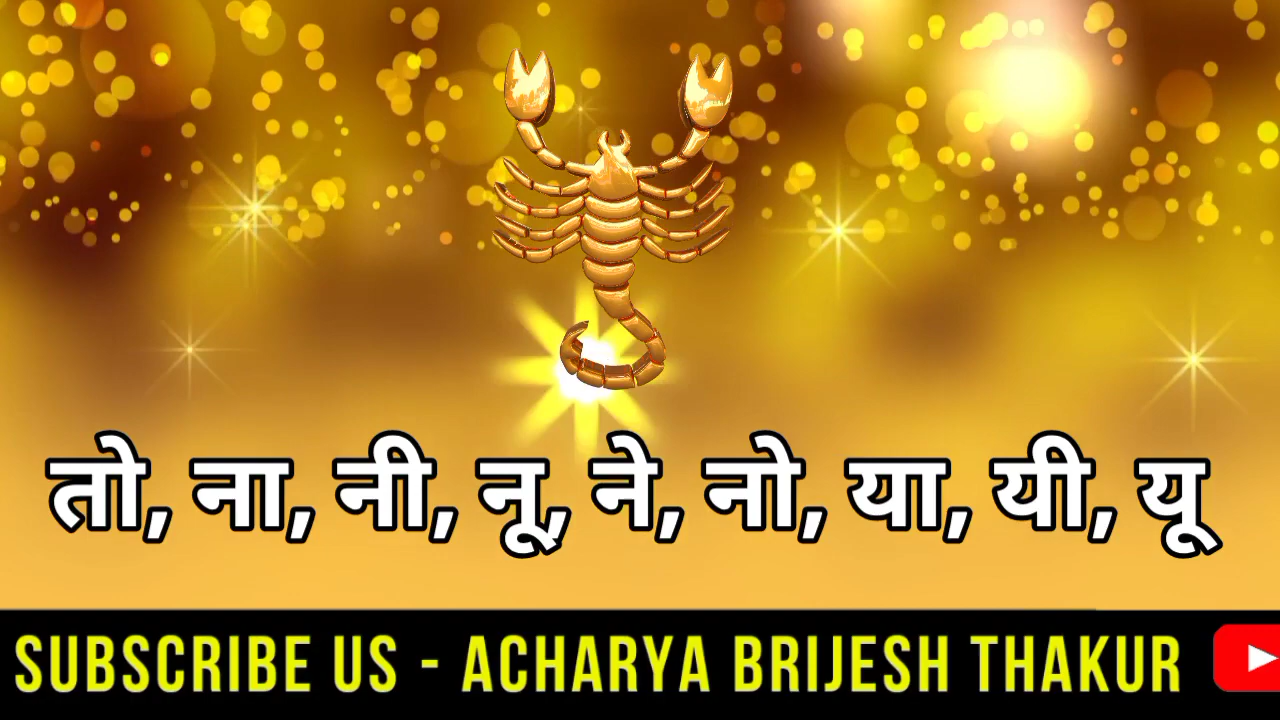 तो, ना, नी, नू, ने, नो, या, यी, यू
SUBSCRIBE US - ACHARYA BRIJESH THAKUR